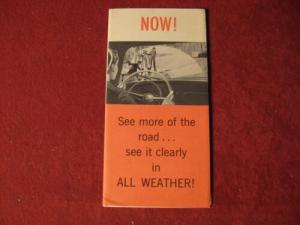 NOW!
See more of the
road...
see it clearly
in
ALL WEATHER!